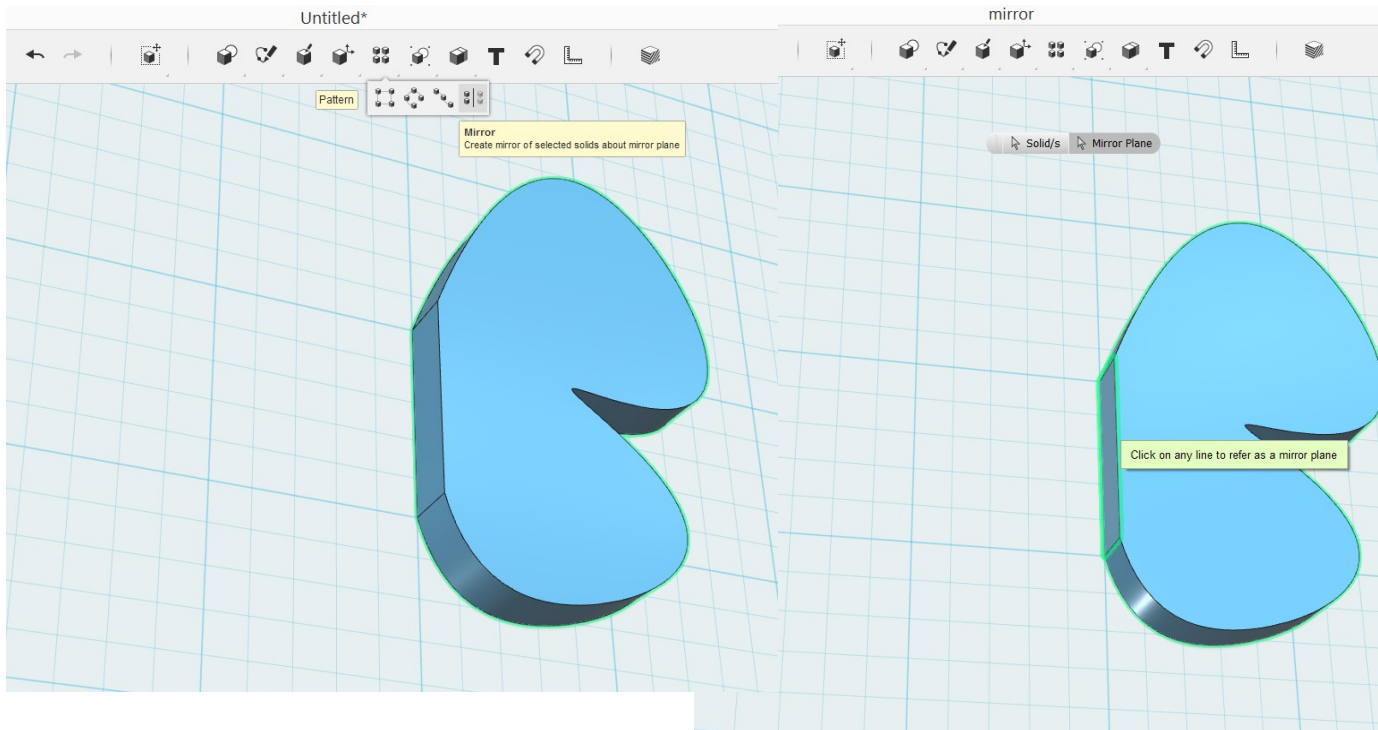 Untitled*
Pattern
Mirror
Create mirror of selected solids about mirror plane
mirror
Solid/s Mirror Plane
Click on any line to refer as a mirror plane